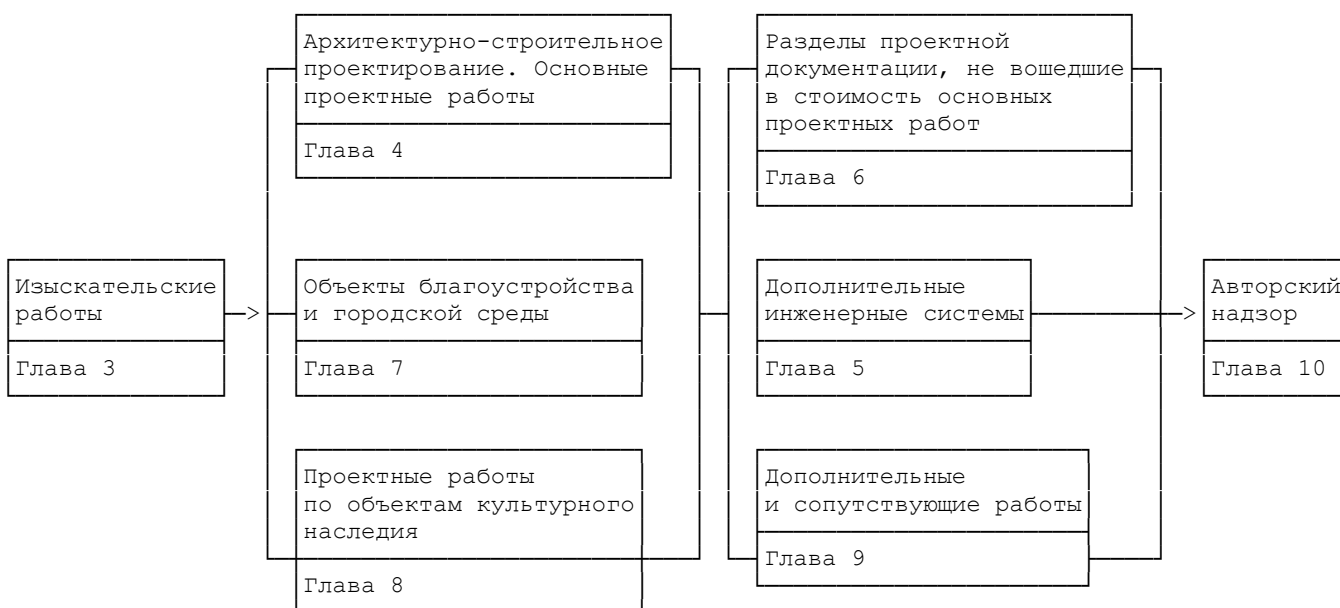 Архитектурно-строительное
проектирование. Основные
проектные работы
Глава 4
Разделы проектной
документации, не вошедшие
в стоимость основных
проектных работ
Глава 6
Изыскательские
работы
Глава 3
Объекты благоустройства
и городской среды
Глава 7
Дополнительные
инженерные системы
Глава 5
Авторский
надзор
Глава 10
Проектные работы
по объектам культурного
наследия
Глава 8
Дополнительные
и сопутствующие работы
Глава 9